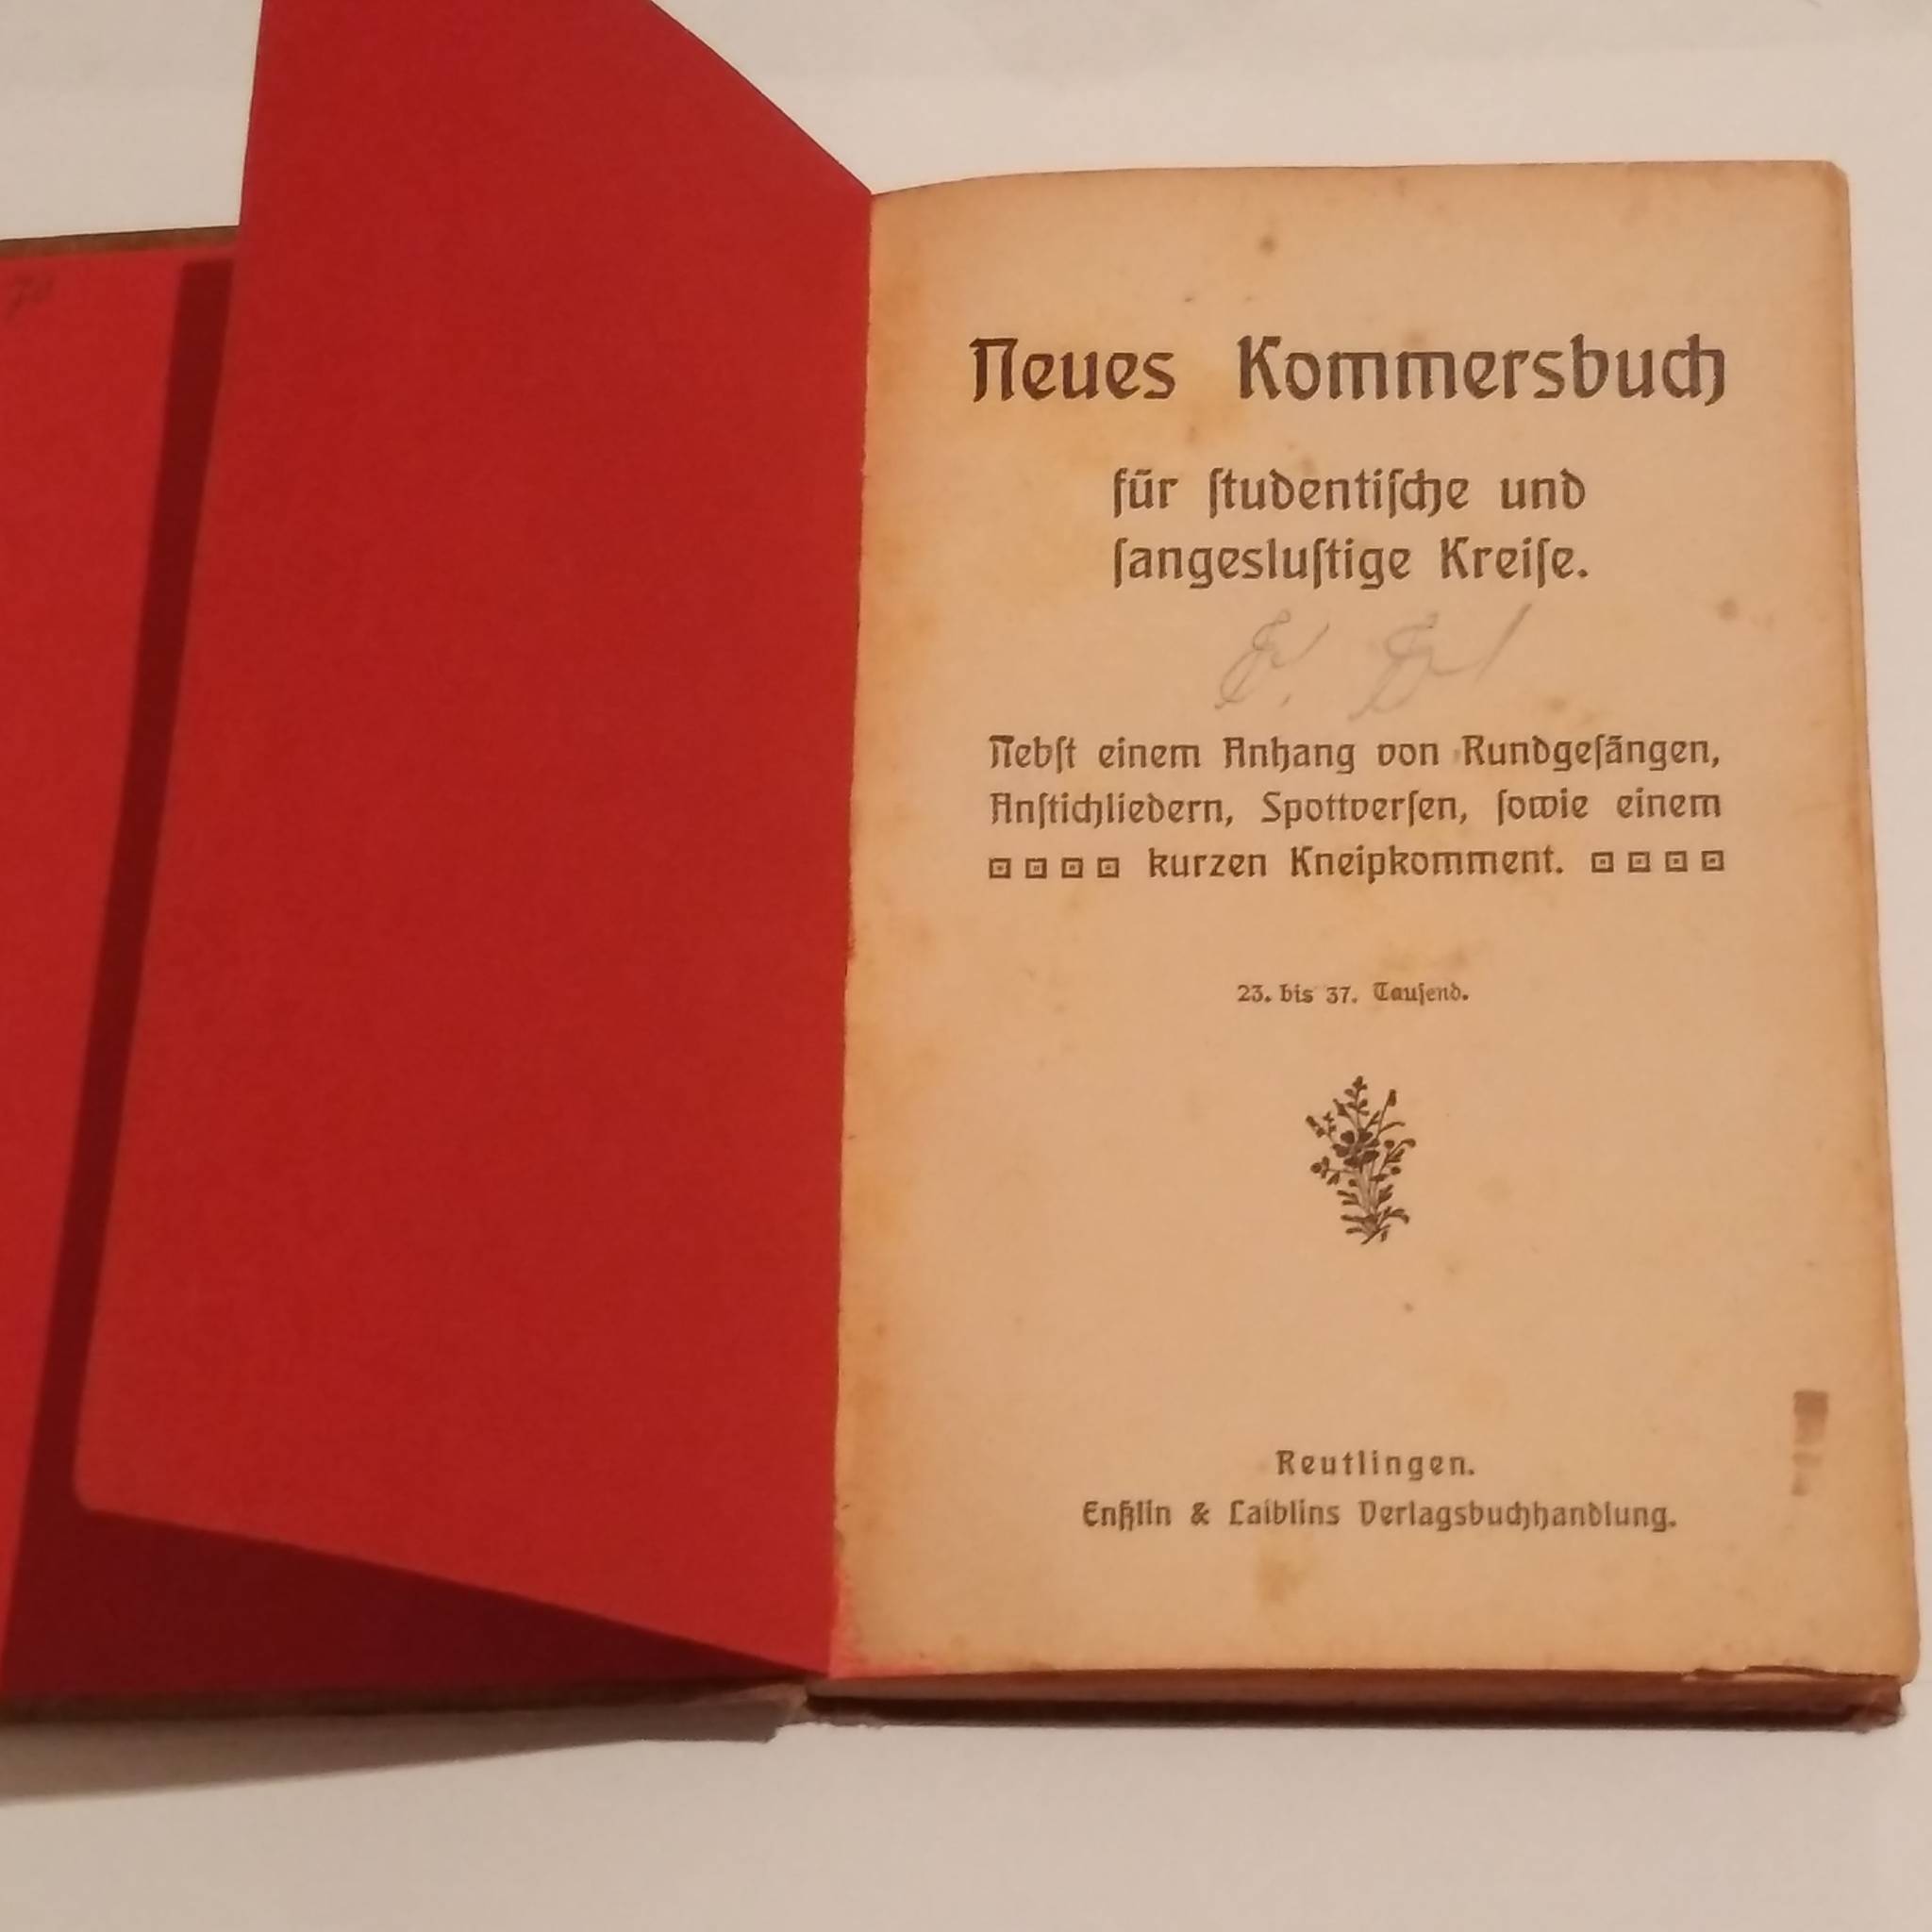 Neues Kommersbuch
für ſtudentiſche und
ſangesluſtige Kreiſe.
Nebſt einem Anhang von Rundgeſängen,
Anſtichliedern, Spottverſen, ſowie einem
kurzen Kneipkomment.
23. bis 37. Tauſend.
Reutlingen.
Enßlin & Laiblins Verlagsbuchhandlung.